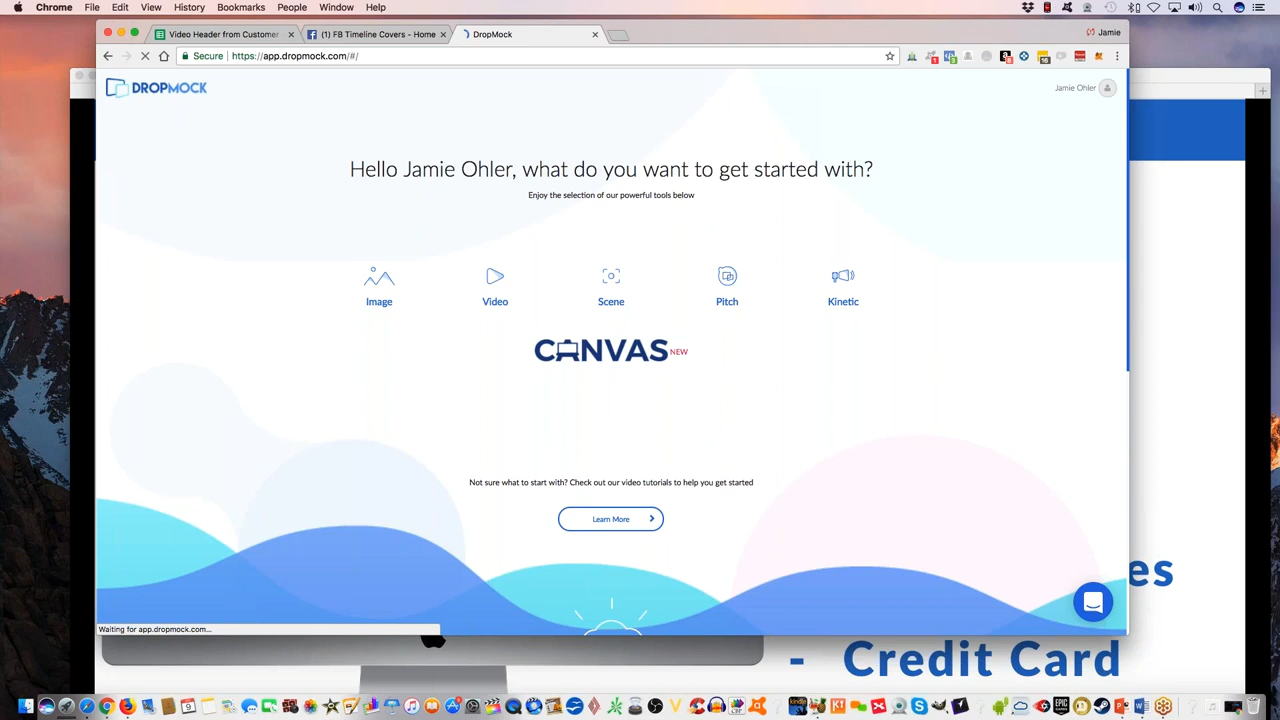 Chrome File Edit View History Bookmarks People Window Help
Video Header from Customer
(1) FB Timeline Covers - Home
DropMock
Jamie
Secure https://app.dropmock.com/#/
DROPMOCK
Jamie Ohler
Hello Jamie Ohler, what do you want to get started with?
Enjoy the selection of our powerful tools below
Image
Video
Scene
Pitch
Kinetic
CANVAS NEW
Not sure what to start with? Check out our video tutorials to help you get started
Learn More
es
Waiting for app.dropmock.com...
- Credit Card